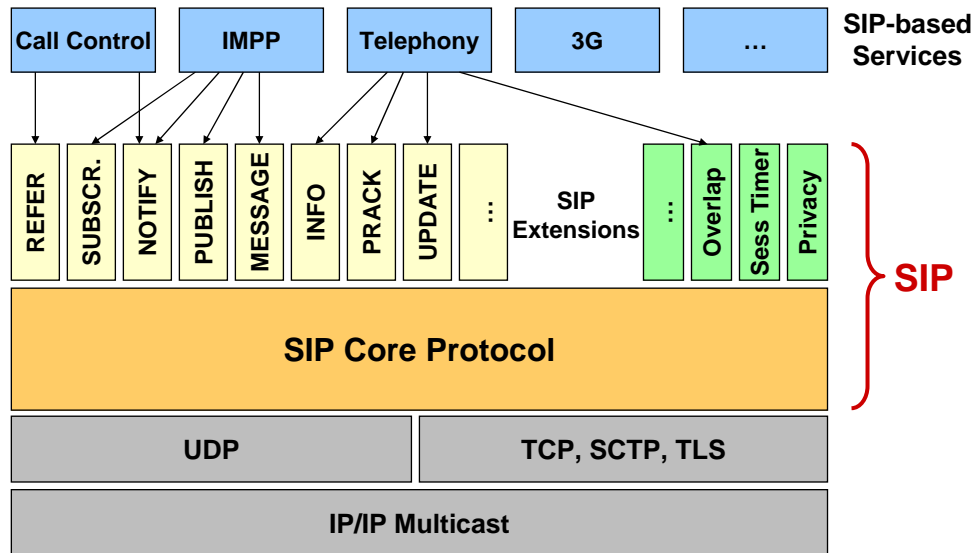 Call Control
IMPP
Telephony
3G
…
SIP-based
Services
REFER
SUBSCR.
NOTIFY
PUBLISH
MESSAGE
INFO
PRACK
UPDATE
…
SIP
Extensions
…
Overlap
Sess Timer
Privacy
SIP
SIP Core Protocol
UDP
TCP, SCTP, TLS
IP/IP Multicast